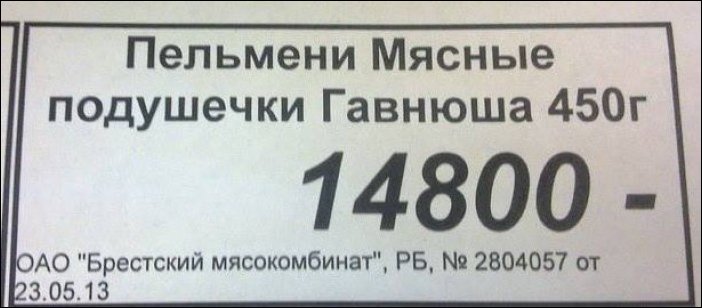 Пельмени Мясные
подушечки Гавнюша 450г
14800 -
ОАО "Брестский мясокомбинат", РБ, № 2804057 от
23.05.13